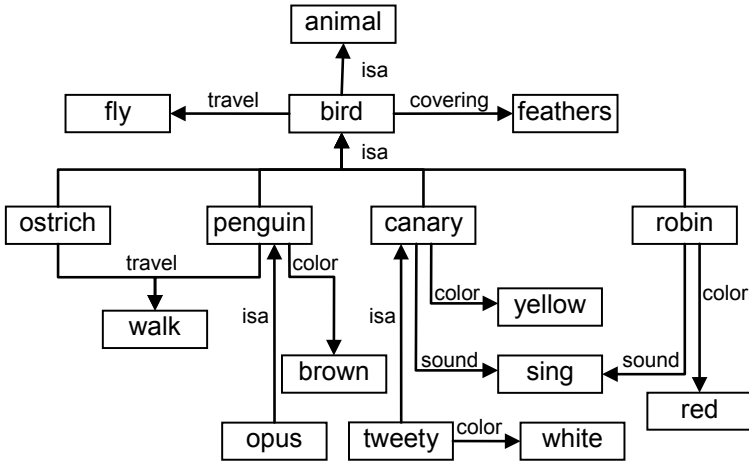 animal
isa
fly
travel
bird
covering
feathers
isa
ostrich
penguin
canary
robin
travel
color
isa
walk
isa
color
yellow
color
brown
sound
sing
sound
red
opus
tweety
color
white